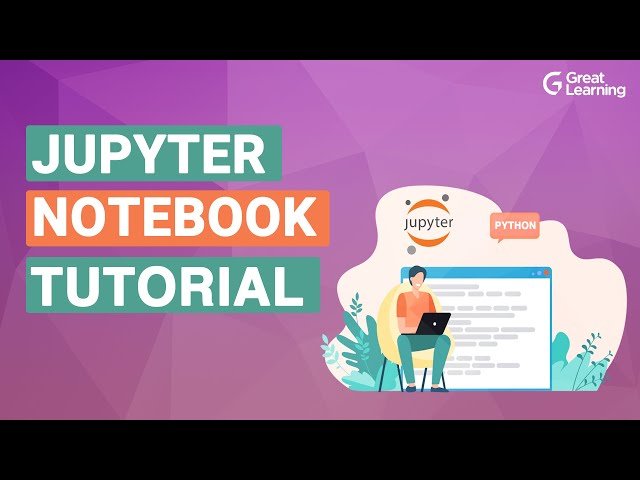 Great
Learning
JUPYTER
NOTEBOOK
TUTORIAL
jupyter
PYTHON